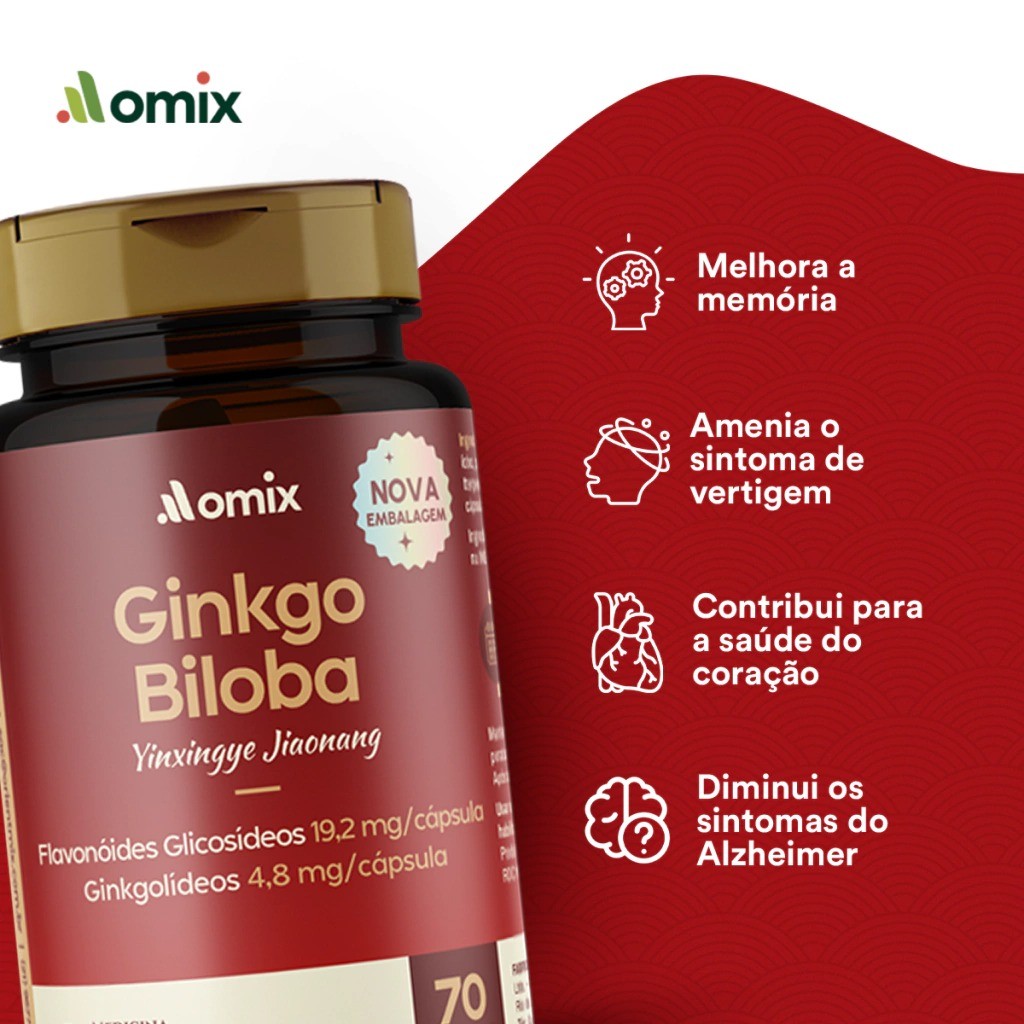 omix
Melhora a
memória
Amenia o
sintoma de
vertigem
Contribui para
a saúde do
coração
Diminui os
sintomas do
Alzheimer
omix
NOVA
EMBALAGEM
Ginkgo
Biloba
Yinxingye Jiaonang
Flavonóides Glicosídeos 19,2 mg/cápsula
Ginkgolídeos 4,8 mg/cápsula
70